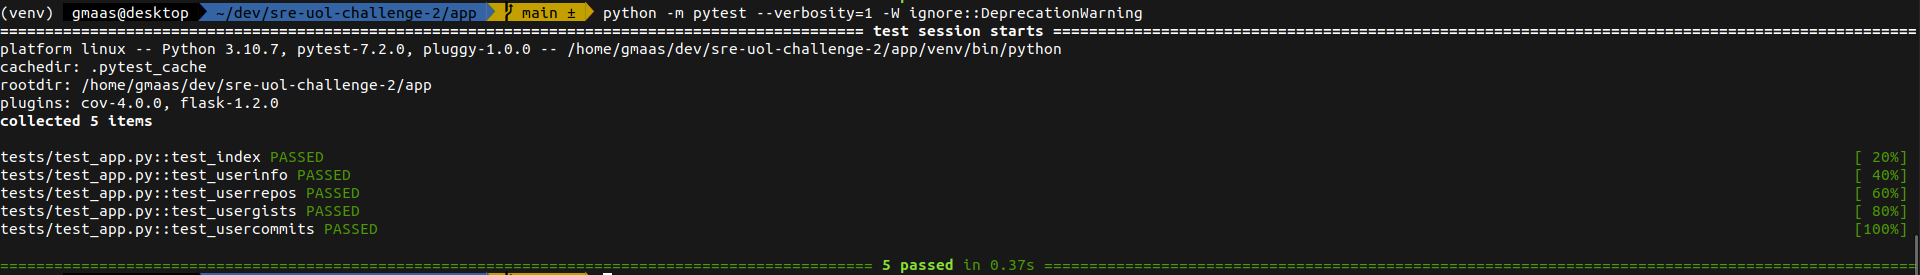 (venv) gmaas@desktop ~/dev/sre-uol-challenge-2/app main ± python -m pytest --verbosity=1 -W ignore::DeprecationWarning
================================================================================================ test session starts ================================================================================================
platform linux -- Python 3.10.7, pytest-7.2.0, pluggy-1.0.0 -- /home/gmaas/dev/sre-uol-challenge-2/app/venv/bin/python
cachedir: .pytest_cache
rootdir: /home/gmaas/dev/sre-uol-challenge-2/app
plugins: cov-4.0.0, flask-1.2.0
collected 5 items
tests/test_app.py::test_index PASSED [ 20%]
tests/test_app.py::test_userinfo PASSED [ 40%]
tests/test_app.py::test_userrepos PASSED [ 60%]
tests/test_app.py::test_usergists PASSED [ 80%]
tests/test_app.py::test_usercommits PASSED [100%]
================================================================================================= 5 passed in 0.37s =================================================================================================